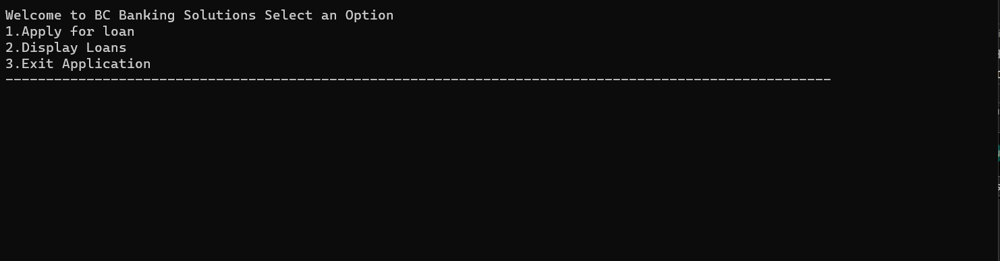 Welcome to BC Banking Solutions Select an Option
1.Apply for loan
2.Display Loans
3.Exit Application
------------------------------------------------------------------------------------------------------